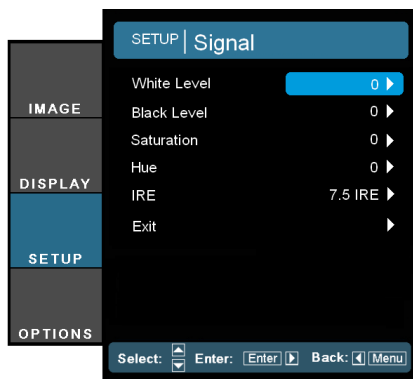 SETUP | Signal
White Level 0
Black Level 0
Saturation 0
Hue 0
IRE 7.5 IRE
Exit
IMAGE
DISPLAY
SETUP
OPTIONS
Select: Enter: Enter Back: Menu